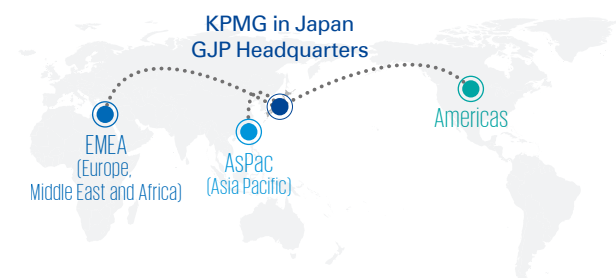 KPMG in Japan
GJP Headquarters
EMEA
(Europe,
Middle East and Africa)
AsPac
(Asia Pacific)
Americas